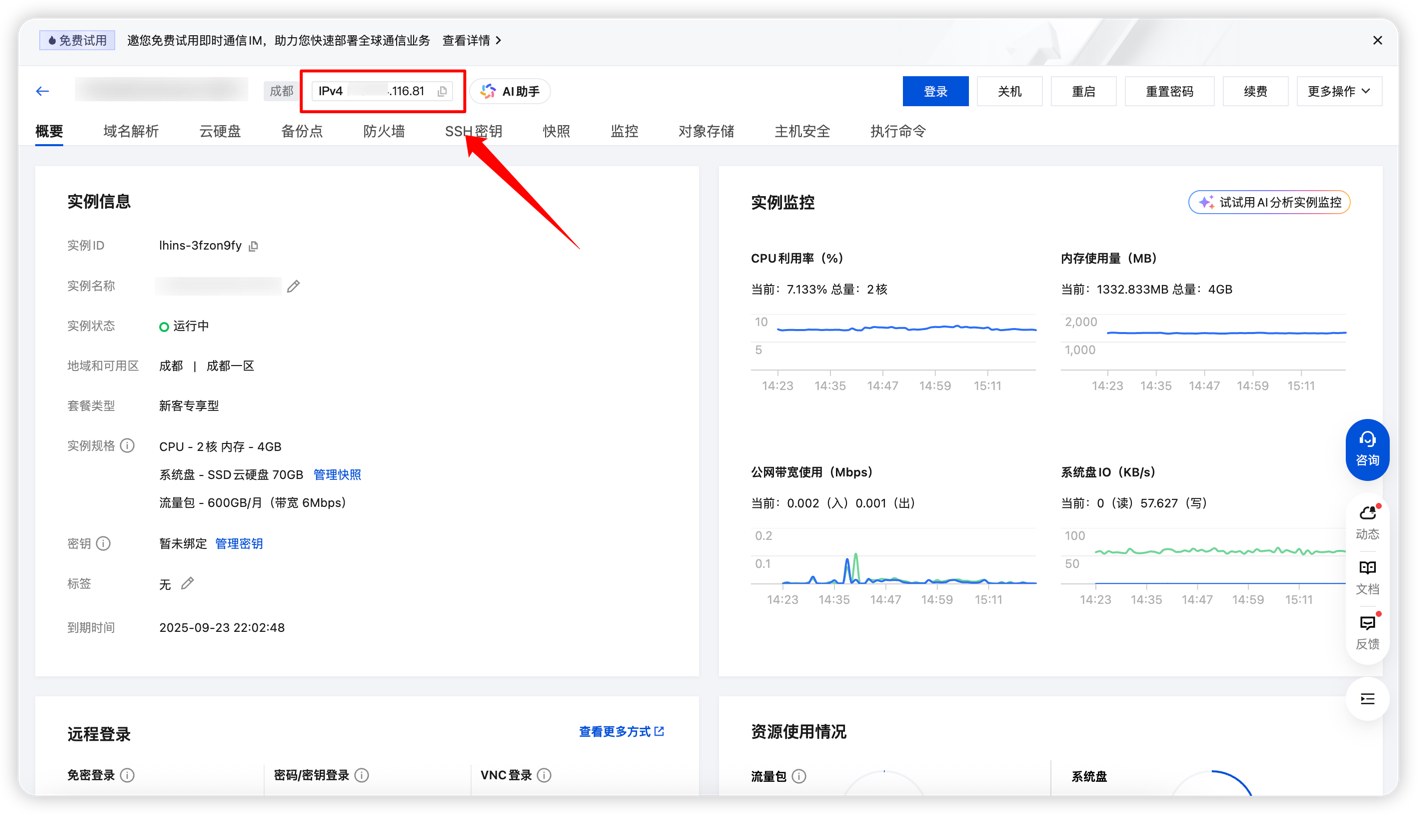 免费试用 邀您免费试用即时通信IM，助力您快速部署全球通信业务 查看详情
成都 IPv4 .116.81 AI助手 登录 关机 重启 重置密码 续费 更多操作
概要 域名解析 云硬盘 备份点 防火墙 SSH密钥 快照 监控 对象存储 主机安全 执行命令
实例信息
实例ID lhins-3fzon9fy
实例名称
实例状态 运行中
地域和可用区 成都 | 成都一区
套餐类型 新客专享型
实例规格 CPU - 2核 内存 - 4GB
系统盘 - SSD云硬盘 70GB 管理快照
流量包 - 600GB/月（带宽 6Mbps）
密钥 暂未绑定 管理密钥
标签 无
到期时间 2025-09-23 22:02:48
实例监控 试试用AI分析实例监控
CPU利用率（%）
当前：7.133% 总量：2核
10
5
14:23 14:35 14:47 14:59 15:11
内存使用量（MB）
当前：1332.833MB 总量：4GB
2,000
1,000
14:23 14:35 14:47 14:59 15:11
公网带宽使用（Mbps）
当前：0.002（入）0.001（出）
0.2
0.1
14:23 14:35 14:47 14:59 15:11
系统盘IO（KB/s）
当前：0（读）57.627（写）
100
50
14:23 14:35 14:47 14:59 15:11
远程登录 查看更多方式
免密登录 密码/密钥登录 VNC登录
资源使用情况
流量包 系统盘
咨询
动态
文档
反馈